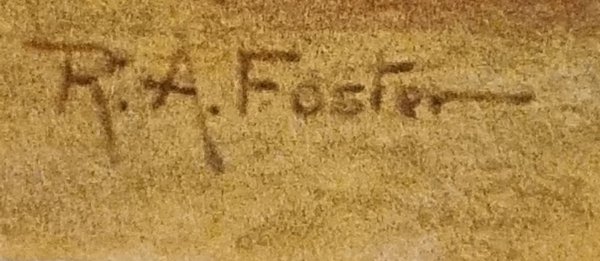 R. A. Foster